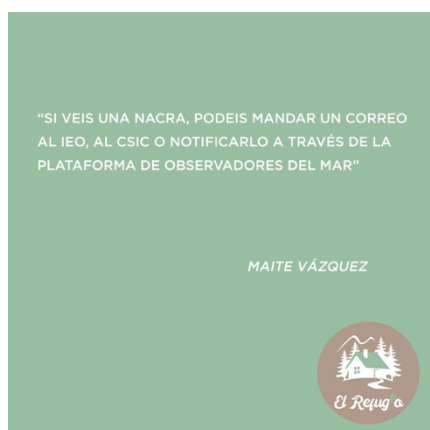 “SI VEIS UNA NACRA, PODEIS MANDAR UN CORREO
AL IEO, AL CSIC O NOTIFICARLO A TRAVÉS DE LA
PLATAFORMA DE OBSERVADORES DEL MAR”
MAITE VÁZQUEZ
El Refugio